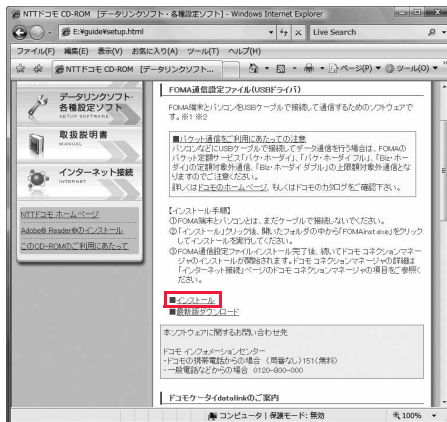 NTTドコモ CD-ROM [データリンクソフト・各種設定ソフト] - Windows Internet Explorer
E:¥guide¥setup.html
Live Search
ファイル(F) 編集(E) 表示(V) お気に入り(A) ツール(T) ヘルプ(H)
NTTドコモ CD-ROM [データリンクソフ...
ページ(P) ツール(O)
データリンクソフト・
各種設定ソフト
SETUP SOFTWARE
取扱説明書
MANUAL
インターネット接続
INTERNET
NTTドコモ ホームページ
Adobe® Reader®のインストール
このCD-ROMのご利用にあたって
FOMA通信設定ファイル(USBドライバ)
FOMA端末とパソコンをUSBケーブルで接続して通信するためのソフトウェアで
す。※1 ※2
■パケット通信をご利用にあたっての注意
パソコンなどにUSBケーブルで接続してデータ通信を行う場合は、FOMAの
パケット定額サービス「パケ・ホーダイ」、「パケ・ホーダイ フル」、「Biz・ホー
ダイ」の定額対象外通信、「Biz・ホーダイ ダブル」の上限額対象外通信とな
りますのでご注意ください。
詳しくはドコモのホームページ、もしくはドコモのカタログをご確認下さい。
【インストール手順】
①FOMA端末とパソコンとは、まだケーブルで接続しないでください。
②「インストール」クリック後、開いたフォルダの中から「FOMAinst.exe」をクリック
してインストールを実行してください。
③FOMA通信設定ファイルインストール完了後、続いてドコモ コネクションマネー
ジャのインストールが開始されます。ドコモ コネクションマネージャの詳細は
「インターネット接続」ページのドコモ コネクションマネージャの項目をご参照く
ださい。
■インストール
■最新版ダウンロード
本ソフトウェアに関するお問い合わせ先
ドコモ インフォメーションセンター
・ドコモの携帯電話からの場合 (局番なし)151(無料)
・一般電話などからの場合 0120-800-000
ドコモケータイdatalinkのご案内
コンピュータ | 保護モード: 無効
100%